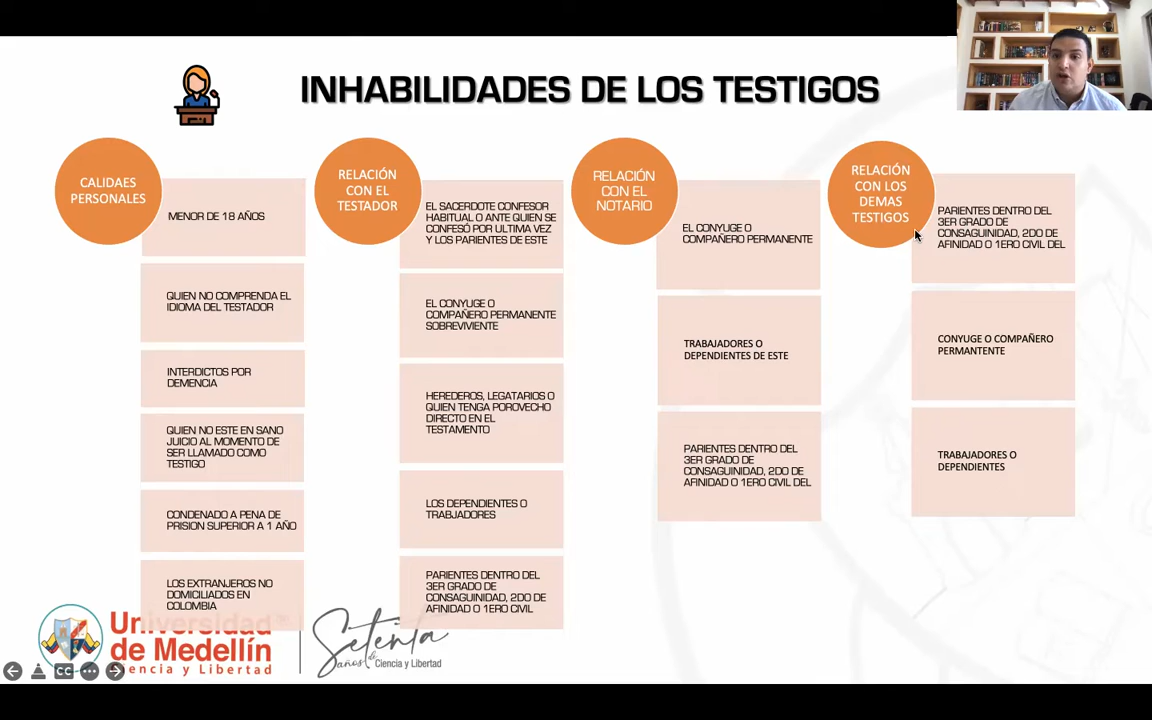 INHABILIDADES DE LOS TESTIGOS
CALIDAES
PERSONALES
MENOR DE 18 AÑOS
QUIEN NO COMPRENDA EL
IDIOMA DEL TESTADOR
INTERDICTOS POR
DEMENCIA
QUIEN NO ESTE EN SANO
JUICIO AL MOMENTO DE
SER LLAMADO COMO
TESTIGO
CONDENADO A PENA DE
PRISION SUPERIOR A 1 AÑO
LOS EXTRANJEROS NO
DOMICILIADOS EN
COLOMBIA
RELACIÓN
CON EL
TESTADOR
EL SACERDOTE CONFESOR
HABITUAL O ANTE QUIEN SE
CONFESÓ POR ULTIMA VEZ
Y LOS PARIENTES DE ESTE
EL CONYUGE O
COMPAÑERO PERMANENTE
SOBREVIVIENTE
HEREDEROS, LEGATARIOS O
QUIEN TENGA POROVECHO
DIRECTO EN EL
TESTAMENTO
LOS DEPENDIENTES O
TRABJADORES
PARIENTES DENTRO DEL
3ER GRADO DE
CONSAGUINIDAD, 2DO DE
AFINIDAD O 1ERO CIVIL
RELACIÓN
CON EL
NOTARIO
EL CONYUGE O
COMPAÑERO PERMANENTE
TRABAJADORES O
DEPENDIENTES DE ESTE
PARIENTES DENTRO DEL
3ER GRADO DE
CONSAGUINIDAD, 2DO DE
AFINIDAD O 1ERO CIVIL DEL
RELACIÓN
CON LOS
DEMAS
TESTIGOS
PARIENTES DENTRO DEL
3ER GRADO DE
CONSAGUINIDAD, 2DO DE
AFINIDAD O 1ERO CIVIL DEL
CONYUGE O COMPAÑERO
PERMANTENTE
TRABAJADORES O
DEPENDIENTES
Universidad
de Medellín
Ciencia y Libertad
Setenta
años de Ciencia y Libertad
CC